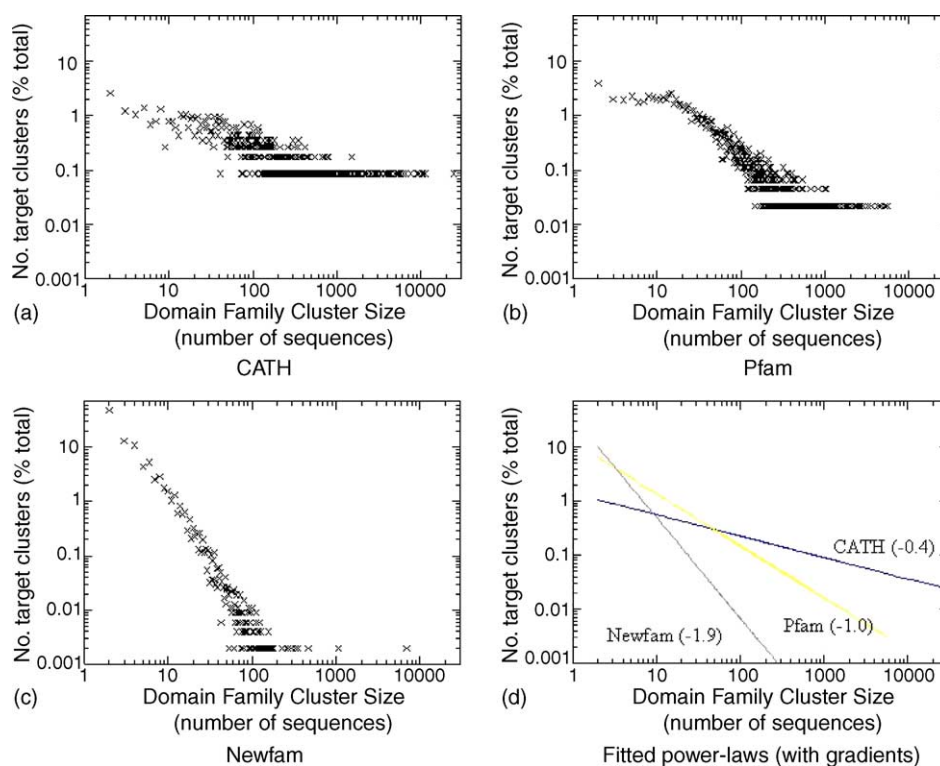 No. target clusters (% total)
10
1
0.1
0.01
0.001
1 10 100 1000 10000
(a) Domain Family Cluster Size
(number of sequences)
CATH
No. target clusters (% total)
10
1
0.1
0.01
0.001
1 10 100 1000 10000
(b) Domain Family Cluster Size
(number of sequences)
Pfam
No. target clusters (% total)
10
1
0.1
0.01
0.001
1 10 100 1000 10000
(c) Domain Family Cluster Size
(number of sequences)
Newfam
No. target clusters (% total)
10
1
0.1
0.01
0.001
CATH (-0.4)
Newfam (-1.9)
Pfam (-1.0)
1 10 100 1000 10000
(d) Domain Family Cluster Size
(number of sequences)
Fitted power-laws (with gradients)